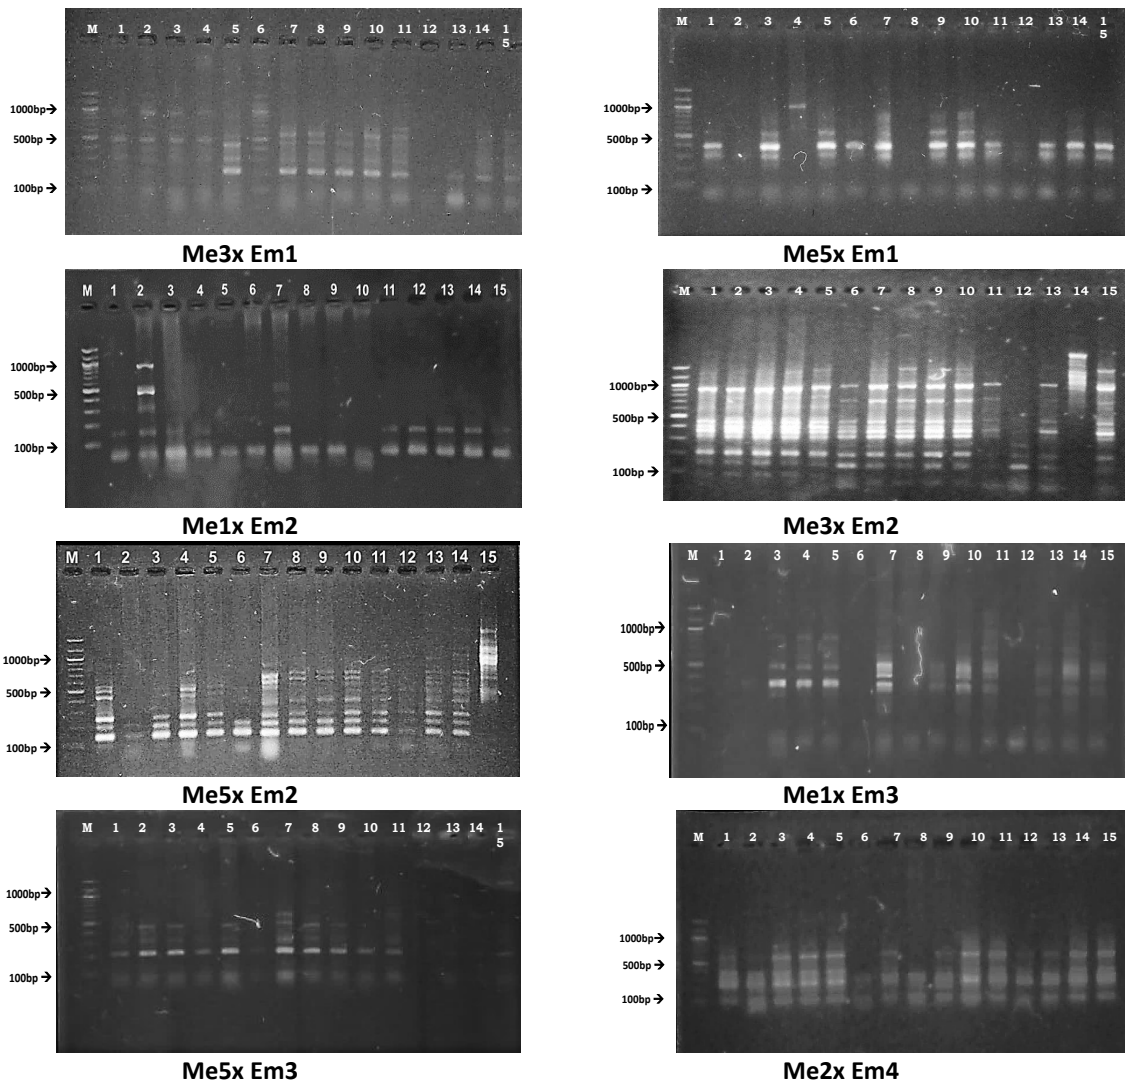 M 1 2 3 4 5 6 7 8 9 10 11 12 13 14 15
1000bp→
500bp→
100bp→
Me3x Em1
M 1 2 3 4 5 6 7 8 9 10 11 12 13 14 15
1000bp→
500bp→
100bp→
Me5x Em1
M 1 2 3 4 5 6 7 8 9 10 11 12 13 14 15
1000bp→
500bp→
100bp→
Me1x Em2
M 1 2 3 4 5 6 7 8 9 10 11 12 13 14 15
1000bp→
500bp→
100bp→
Me3x Em2
M 1 2 3 4 5 6 7 8 9 10 11 12 13 14 15
1000bp→
500bp→
100bp→
Me5x Em2
M 1 2 3 4 5 6 7 8 9 10 11 12 13 14 15
1000bp→
500bp→
100bp→
Me1x Em3
M 1 2 3 4 5 6 7 8 9 10 11 12 13 14 15
1000bp→
500bp→
100bp→
Me5x Em3
M 1 2 3 4 5 6 7 8 9 10 11 12 13 14 15
1000bp→
500bp→
100bp→
Me2x Em4